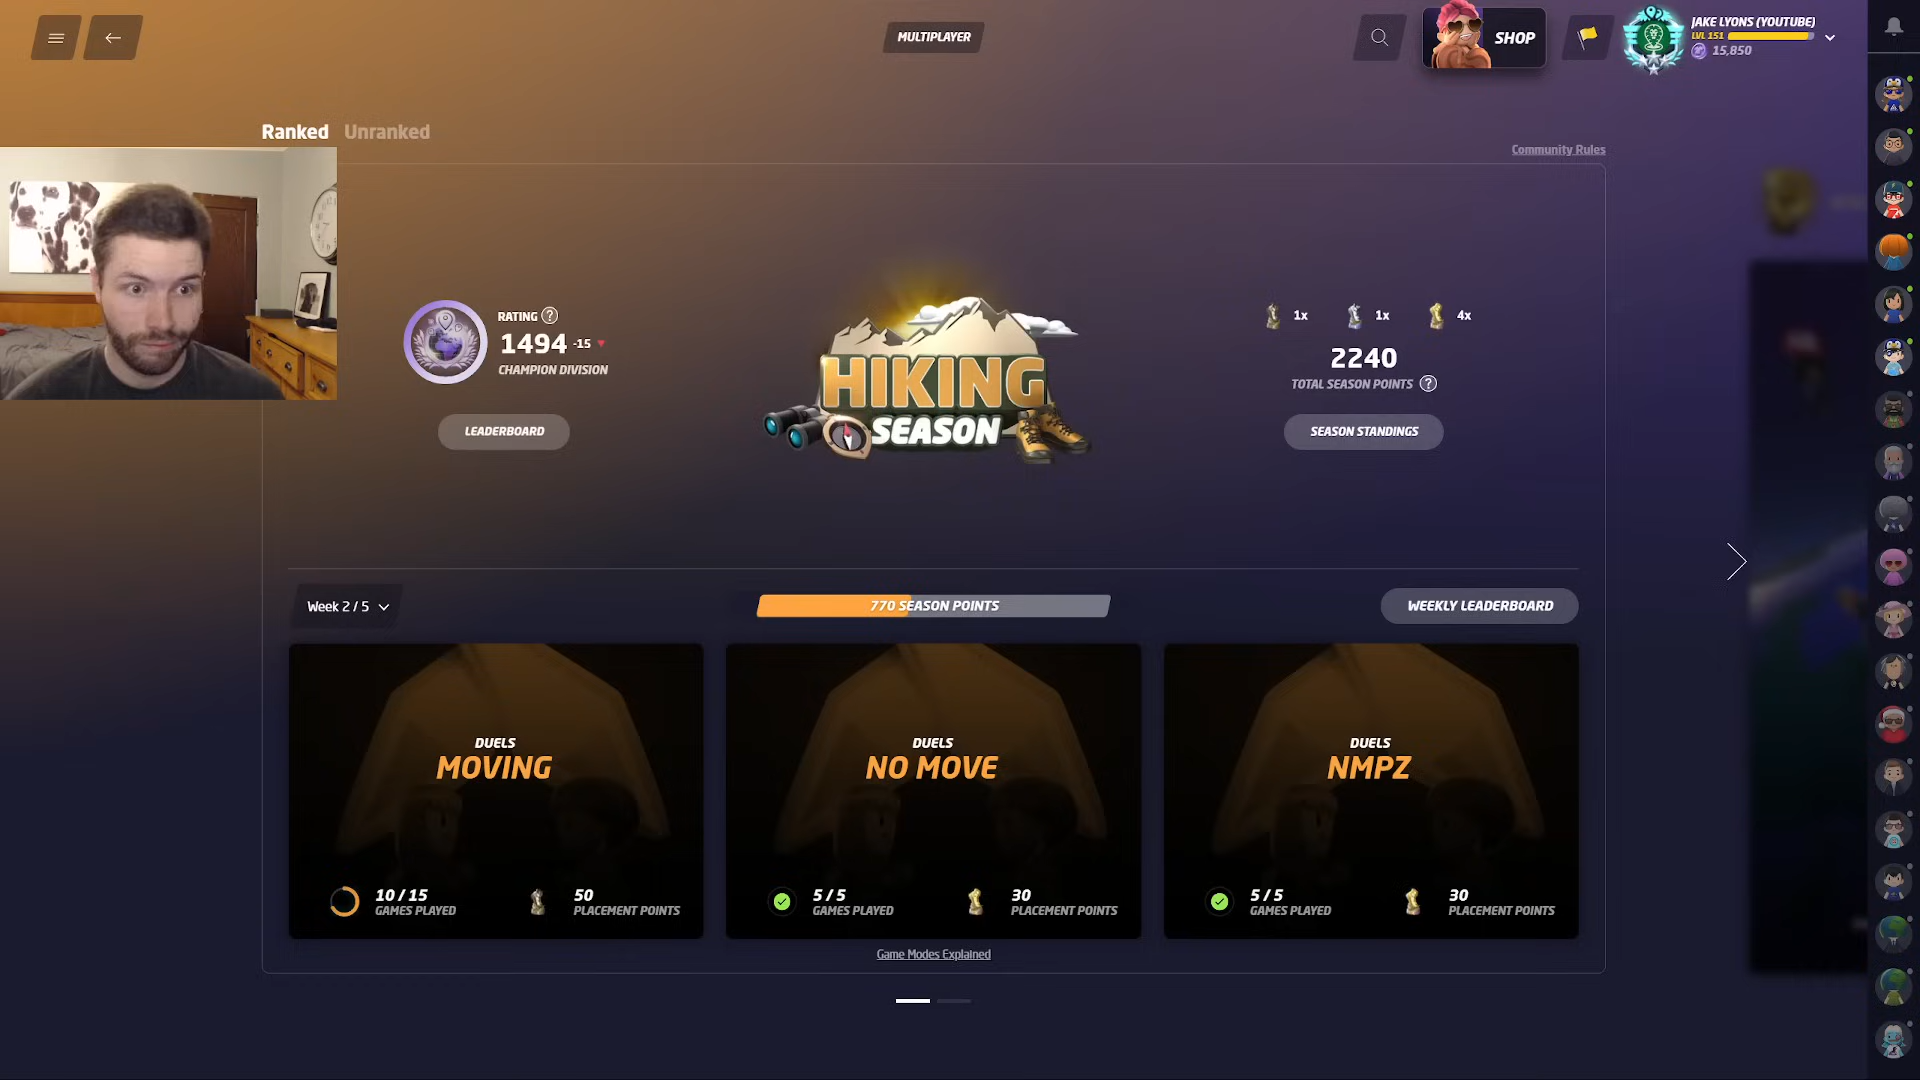 MULTIPLAYER
SHOP
JAKE LYONS (YOUTUBE)
LVL 151
15,850
Ranked
Unranked
Community Rules
RATING ?
1494 -15
CHAMPION DIVISION
LEADERBOARD
HIKING
SEASON
1x
1x
4x
2240
TOTAL SEASON POINTS ?
SEASON STANDINGS
Week 2 / 5
770 SEASON POINTS
WEEKLY LEADERBOARD
DUELS
MOVING
10 / 15
GAMES PLAYED
50
PLACEMENT POINTS
DUELS
NO MOVE
5 / 5
GAMES PLAYED
30
PLACEMENT POINTS
DUELS
NMPZ
5 / 5
GAMES PLAYED
30
PLACEMENT POINTS
Game Modes Explained